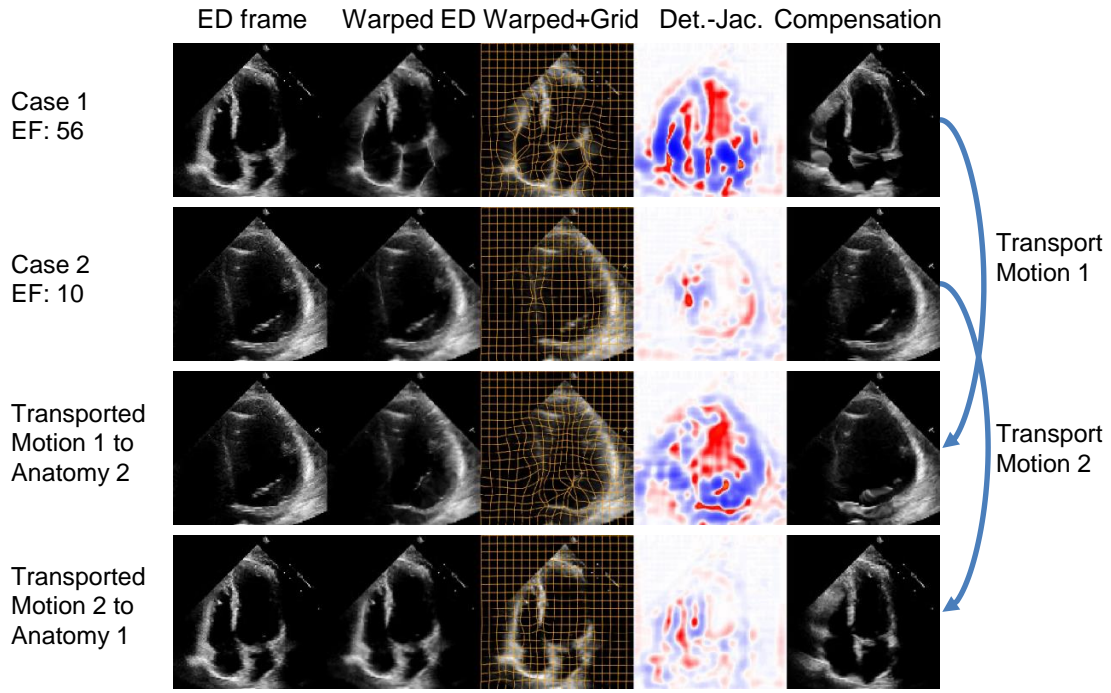 ED frame Warped ED Warped+Grid Det.-Jac. Compensation
Case 1
EF: 56
Case 2
EF: 10
Transport
Motion 1
Transported
Motion 1 to
Anatomy 2
Transport
Motion 2
Transported
Motion 2 to
Anatomy 1